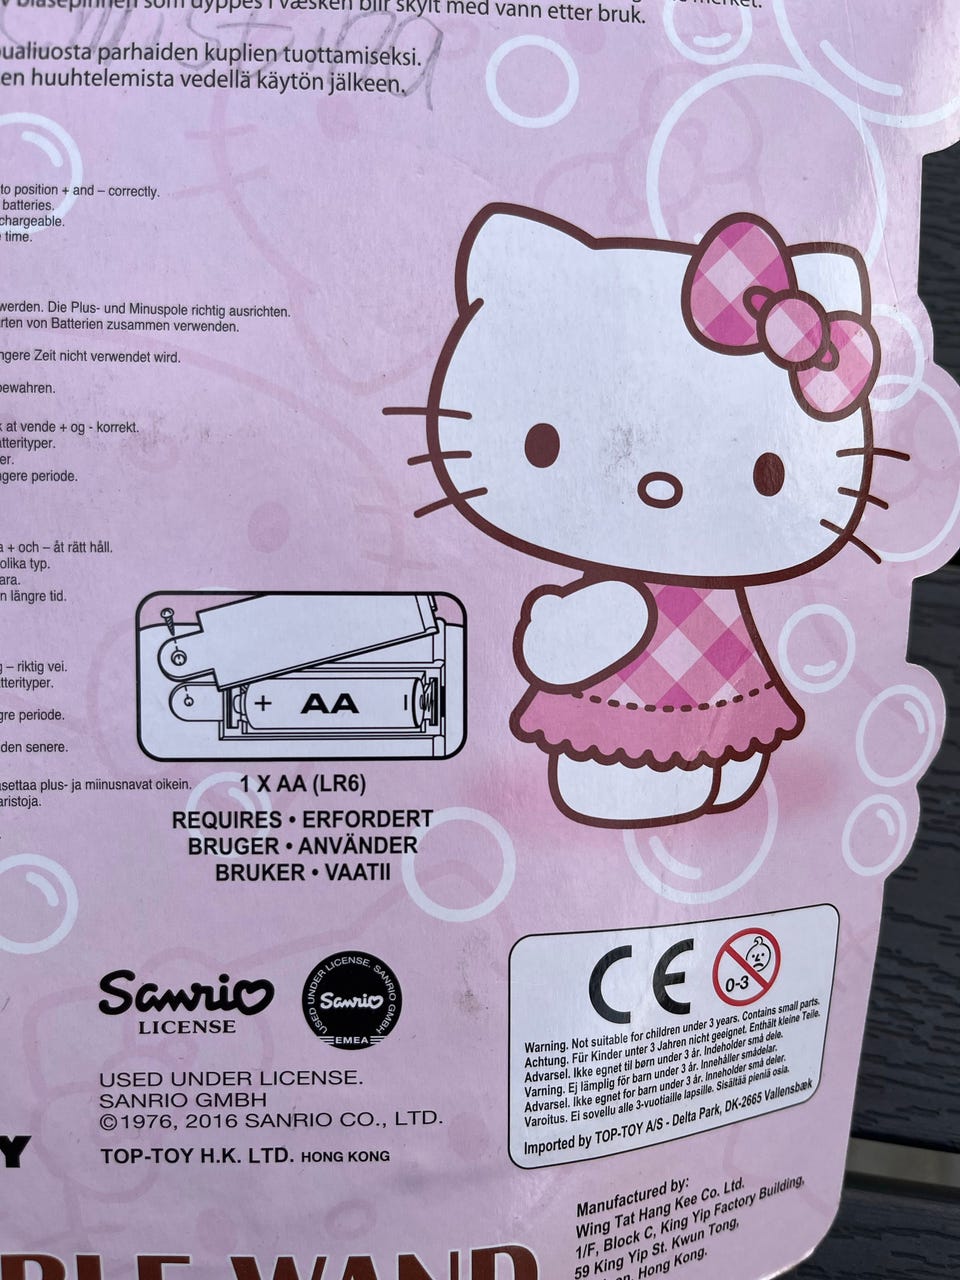 som dyppes i væsken blir skylt med vann etter bruk.
parhaiden kuplien tuottamiseksi.
en huuhtelemista vedellä käytön jälkeen.
to position + and – correctly.
batteries.
chargeable.
time.
werden. Die Plus- und Minuspole richtig ausrichten.
rten von Batterien zusammen verwenden.
ngere Zeit nicht verwendet wird.
bewahren.
at vende + og - korrekt.
tterityper.
er.
ngere periode.
a + och – åt rätt håll.
olika typ.
ara.
n längre tid.
– riktig vei.
tterityper.
gre periode.
den senere.
settaa plus- ja miinusnavat oikein.
aristoja.
+ AA –
1 X AA (LR6)
REQUIRES • ERFORDERT
BRUGER • ANVÄNDER
BRUKER • VAATII
Sanrio
LICENSE
USED UNDER LICENSE. SANRIO GMBH
Sanrio
EMEA
USED UNDER LICENSE.
SANRIO GMBH
©1976, 2016 SANRIO CO., LTD.
Y
TOP-TOY H.K. LTD. HONG KONG
CE
0-3
Warning. Not suitable for children under 3 years. Contains small parts.
Achtung. Für Kinder unter 3 Jahren nicht geeignet. Enthält kleine Teile.
Advarsel. Ikke egnet til børn under 3 år. Indeholder små dele.
Varning. Ej lämplig för barn under 3 år. Innehåller smådelar.
Advarsel. Ikke egnet for barn under 3 år. Inneholder små deler.
Varoitus. Ei sovellu alle 3-vuotiaille lapsille. Sisältää pieniä osia.
Imported by TOP-TOY A/S - Delta Park, DK-2665 Vallensbæk
Manufactured by:
Wing Tat Hang Kee Co. Ltd.
1/F, Block C, King Yip Factory Building,
59 King Yip St. Kwun Tong,
Hong Kong.
BLE WAND